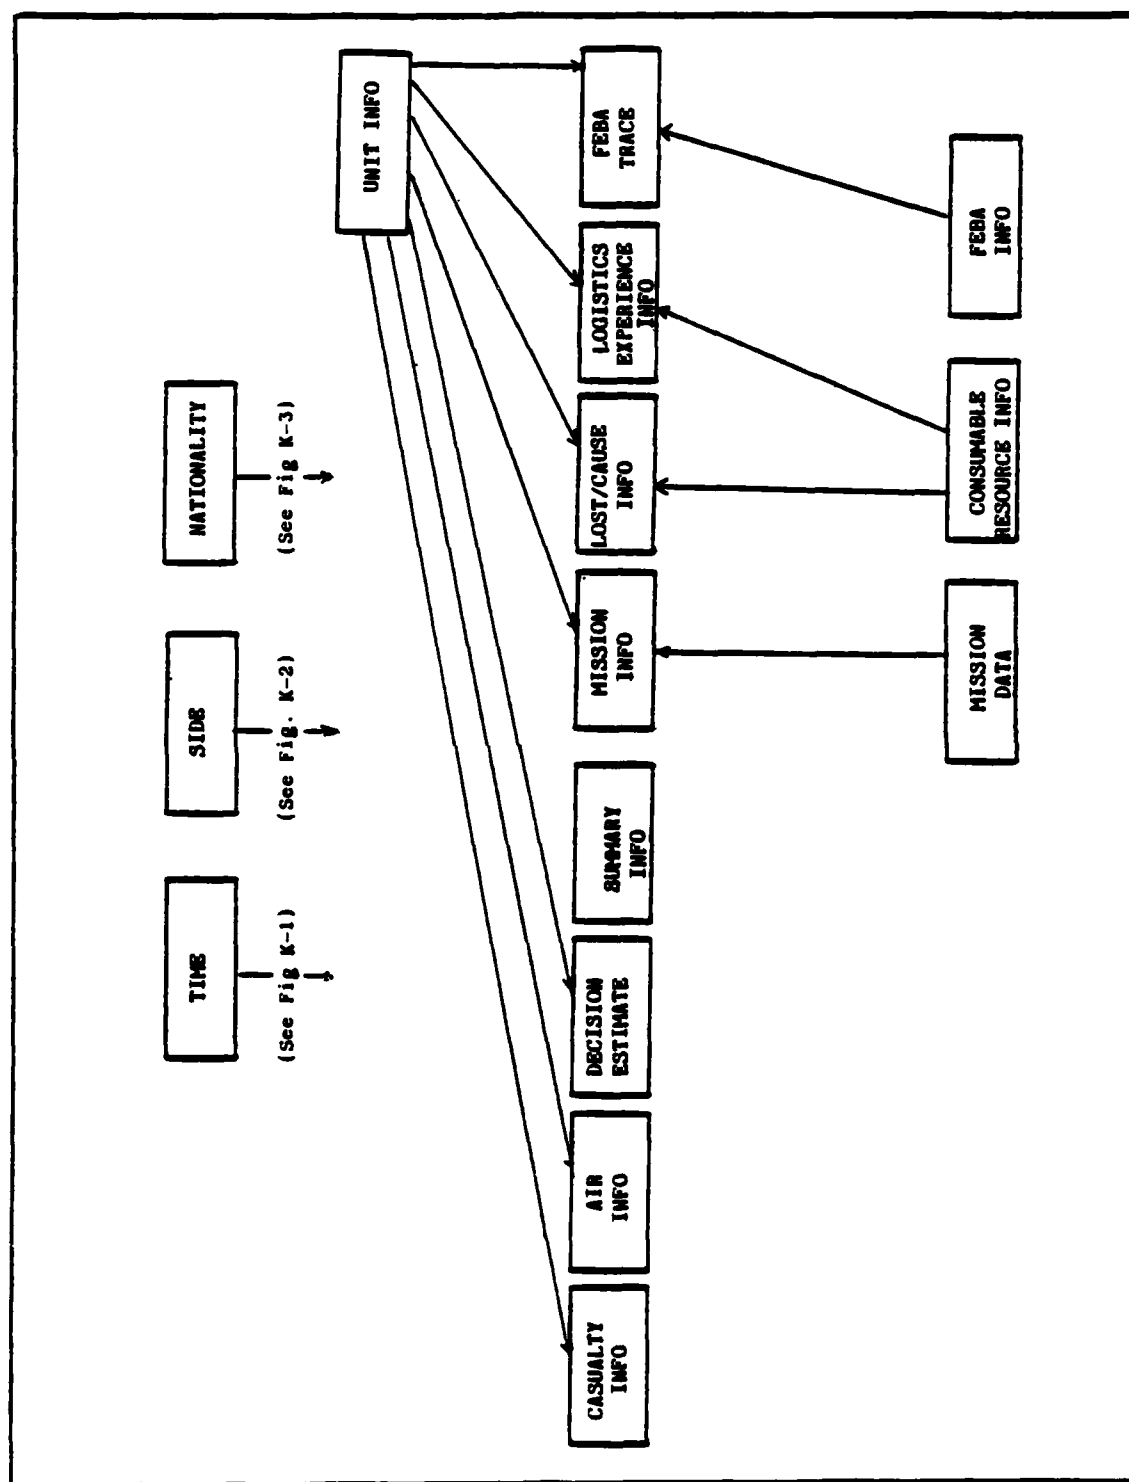 TIME
(See Fig K-1)
SIDE
(See Fig. K-2)
NATIONALITY
(See Fig K-3)
UNIT INFO
CASUALTY
INFO
AIR
INFO
DECISION
ESTIMATE
SUMMARY
INFO
MISSION
INFO
LOST/CAUSE
INFO
LOGISTICS
EXPERIENCE
INFO
FEBA
TRACE
MISSION
DATA
CONSUMABLE
RESOURCE INFO
FEBA
INFO